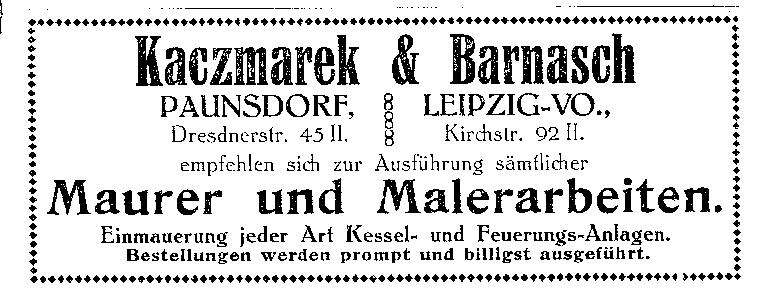 Kaczmarek & Barnasch
PAUNSDORF, LEIPZIG-VO.,
Dresdnerstr. 45 II. Kirchstr. 92 II.
empfehlen sich zur Ausführung sämtlicher
Maurer und Malerarbeiten.
Einmauerung jeder Art Kessel- und Feuerungs-Anlagen.
Bestellungen werden prompt und billigst ausgeführt.